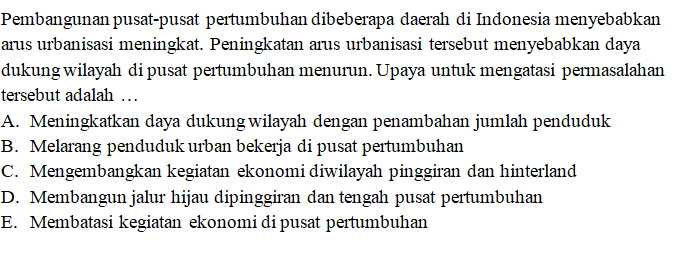 Pembangunan pusat-pusat pertumbuhan dibeberapa daerah di Indonesia menyebabkan
arus urbanisasi meningkat. Peningkatan arus urbanisasi tersebut menyebabkan daya
dukung wilayah di pusat pertumbuhan menurun. Upaya untuk mengatasi permasalahan
tersebut adalah …
A. Meningkatkan daya dukung wilayah dengan penambahan jumlah penduduk
B. Melarang penduduk urban bekerja di pusat pertumbuhan
C. Mengembangkan kegiatan ekonomi diwilayah pinggiran dan hinterland
D. Membangun jalur hijau dipinggiran dan tengah pusat pertumbuhan
E. Membatasi kegiatan ekonomi di pusat pertumbuhan